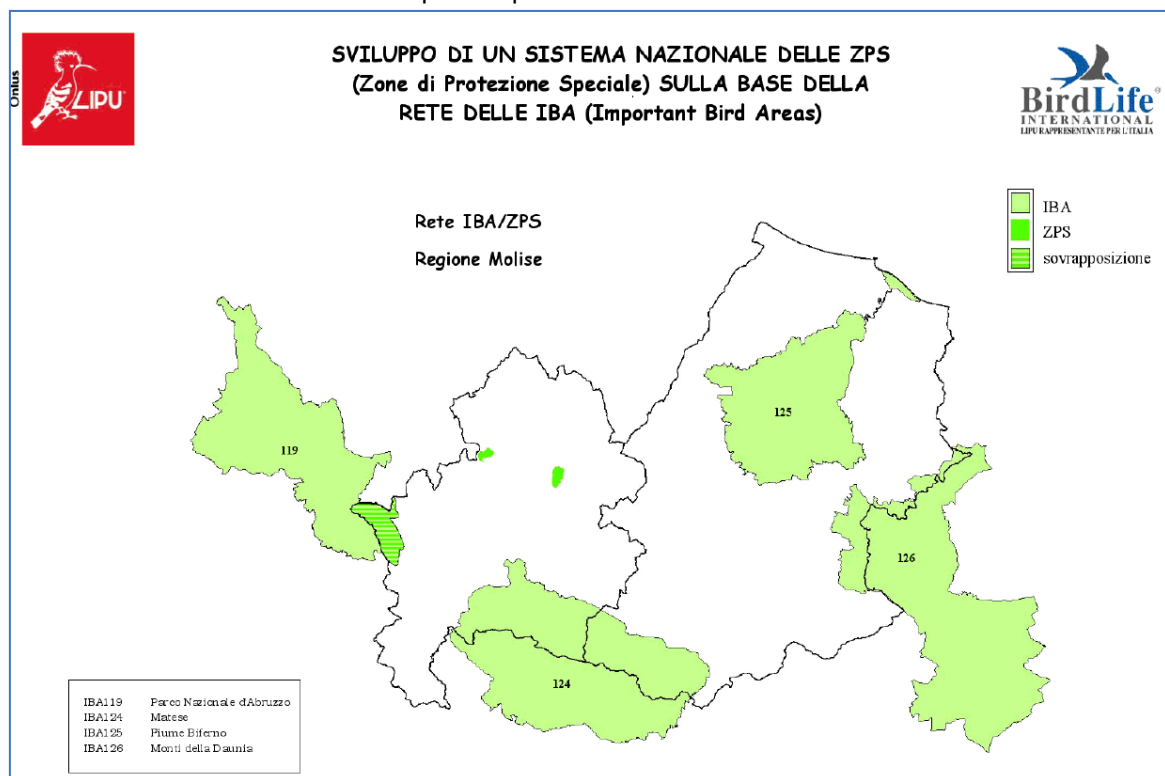 Onlus
LIPU
SVILUPPO DI UN SISTEMA NAZIONALE DELLE ZPS
(Zone di Protezione Speciale) SULLA BASE DELLA
RETE DELLE IBA (Important Bird Areas)
BirdLife®
INTERNATIONAL
LIPU RAPPRESENTANTE PER L'ITALIA
Rete IBA/ZPS
Regione Molise
IBA
ZPS
sovrapposizione
119
125
126
124
IBA119 Parco Nazionale d'Abruzzo
IBA124 Matese
IBA125 Fiume Biferno
IBA126 Monti della Daunia